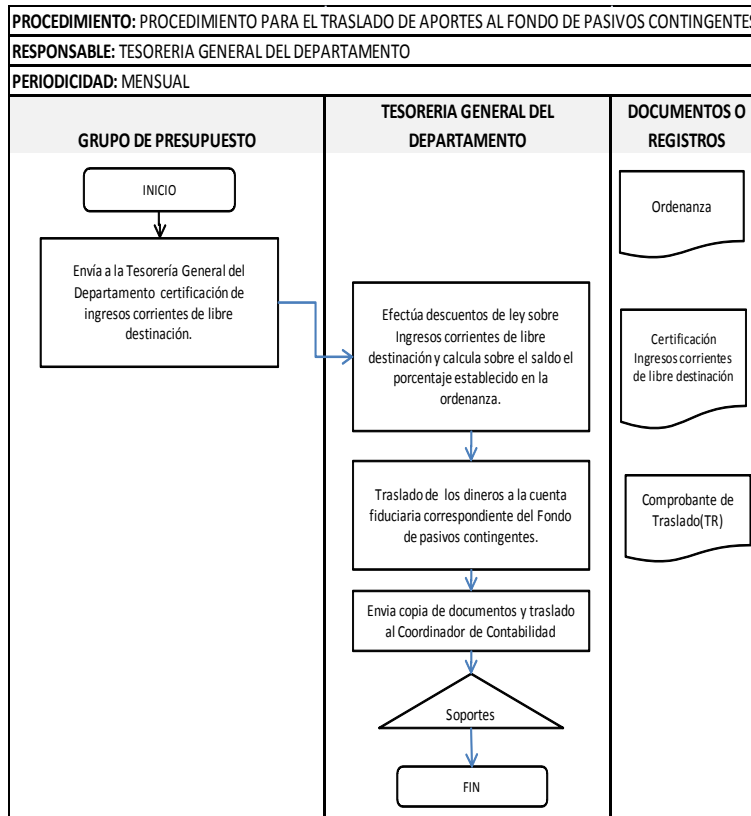 PROCEDIMIENTO: PROCEDIMIENTO PARA EL TRASLADO DE APORTES AL FONDO DE PASIVOS CONTINGENTES
RESPONSABLE: TESORERIA GENERAL DEL DEPARTAMENTO
PERIODICIDAD: MENSUAL
GRUPO DE PRESUPUESTO
TESORERIA GENERAL DEL
DEPARTAMENTO
DOCUMENTOS O
REGISTROS
INICIO
Envía a la Tesorería General del
Departamento certificación de
ingresos corrientes de libre
destinación.
Efectúa descuentos de ley sobre
Ingresos corrientes de libre
destinación y calcula sobre el saldo el
porcentaje establecido en la
ordenanza.
Traslado de los dineros a la cuenta
fiduciaria correspondiente del Fondo
de pasivos contingentes.
Envia copia de documentos y traslado
al Coordinador de Contabilidad
Soportes
FIN
Ordenanza
Certificación
Ingresos corrientes
de libre destinación
Comprobante de
Traslado(TR)